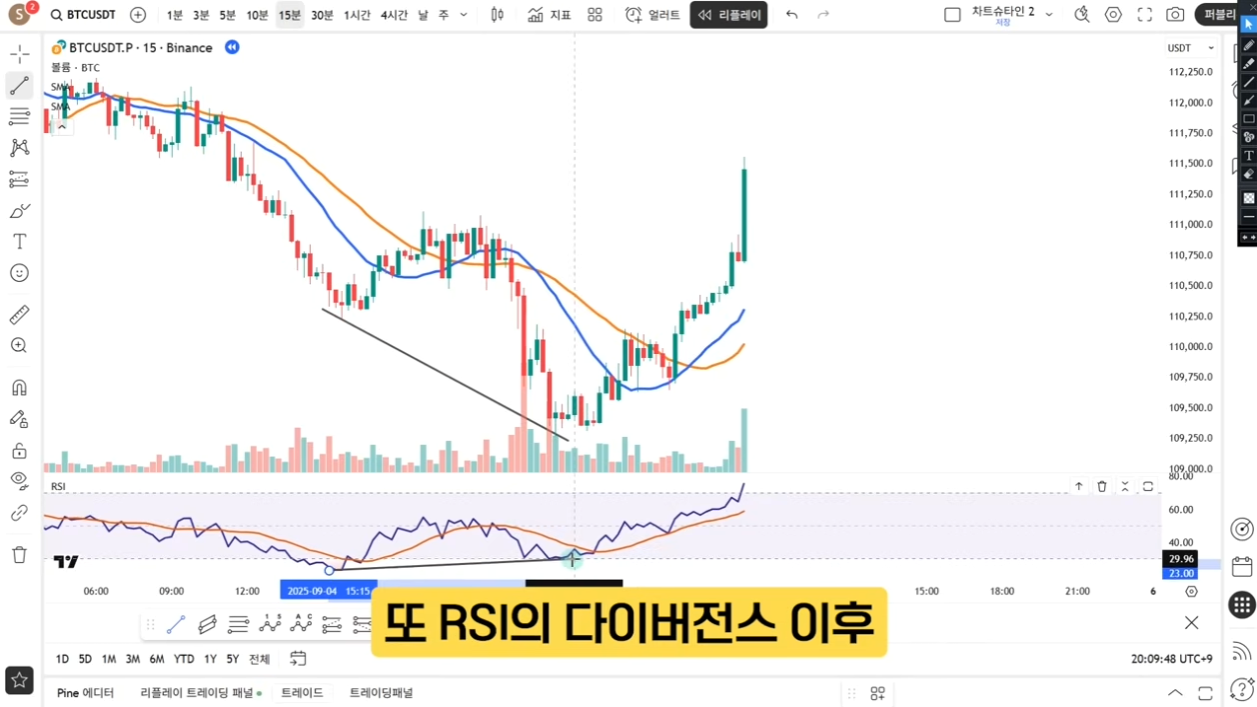 S 2 BTCUSDT 1분 3분 5분 10분 15분 30분 1시간 4시간 날 주 지표 얼러트 리플레이 차트슈타인 2 저장 퍼블리
BTCUSDT.P · 15 · Binance
USDT
볼륨 · BTC
SMA
SMA
112,250.0
112,000.0
111,750.0
111,500.0
111,250.0
111,000.0
110,750.0
110,500.0
110,250.0
110,000.0
109,750.0
109,500.0
109,250.0
109,000.0
RSI
80.00
60.00
40.00
29.96
23.00
06:00 09:00 12:00 2025-09-04 15:15 15:00 18:00 21:00 6
또 RSI의 다이버전스 이후
1D 5D 1M 3M 6M YTD 1Y 5Y 전체
20:09:48 UTC+9
Pine 에디터 리플레이 트레이딩 패널 트레이드 트레이딩패널